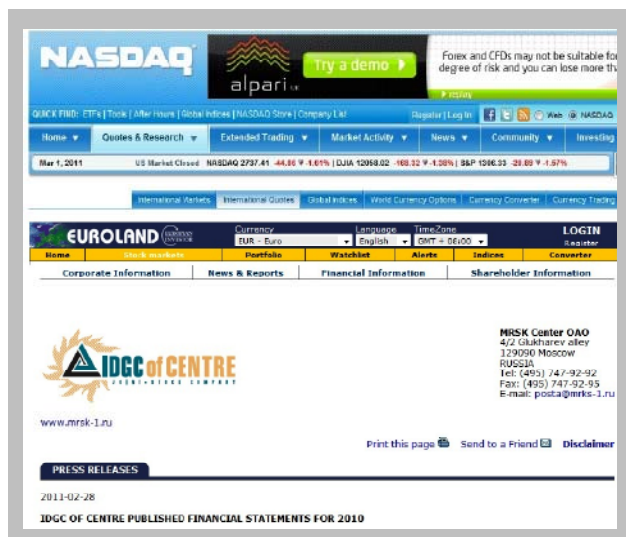 NASDAQ
alpari UK
Try a demo
Forex and CFDs may not be suitable for
degree of risk and you can lose more th
replay
QUICK FIND: ETFs | Tools | After Hours | Global Indices | NASDAQ Store | Company List
Register | Log In
Web NASDAQ
Home Quotes & Research Extended Trading Market Activity News Community Investing
Mar 1, 2011 US Market Closed NASDAQ 2737.41 -44.86 ▼ -1.61% | DJIA 12058.02 -168.32 ▼ -1.38% | S&P 1306.33 -20.89 ▼ -1.57%
International Markets International Quotes Global Indices World Currency Options Currency Converter Currency Trading
EUROLAND
INVESTOR
Currency Language TimeZone LOGIN
EUR - Euro English GMT + 06:00 Register
Home Stock markets Portfolio Watchlist Alerts Indices Converter
Corporate Information News & Reports Financial Information Shareholder Information
IDGC of CENTRE
JOINT-STOCK COMPANY
MRSK Center OAO
4/2 Glukharev alley
129090 Moscow
RUSSIA
Tel: (495) 747-92-92
Fax: (495) 747-92-95
E-mail: posta@mrks-1.ru
www.mrsk-1.ru
Print this page Send to a Friend Disclaimer
PRESS RELEASES
2011-02-28
IDGC OF CENTRE PUBLISHED FINANCIAL STATEMENTS FOR 2010